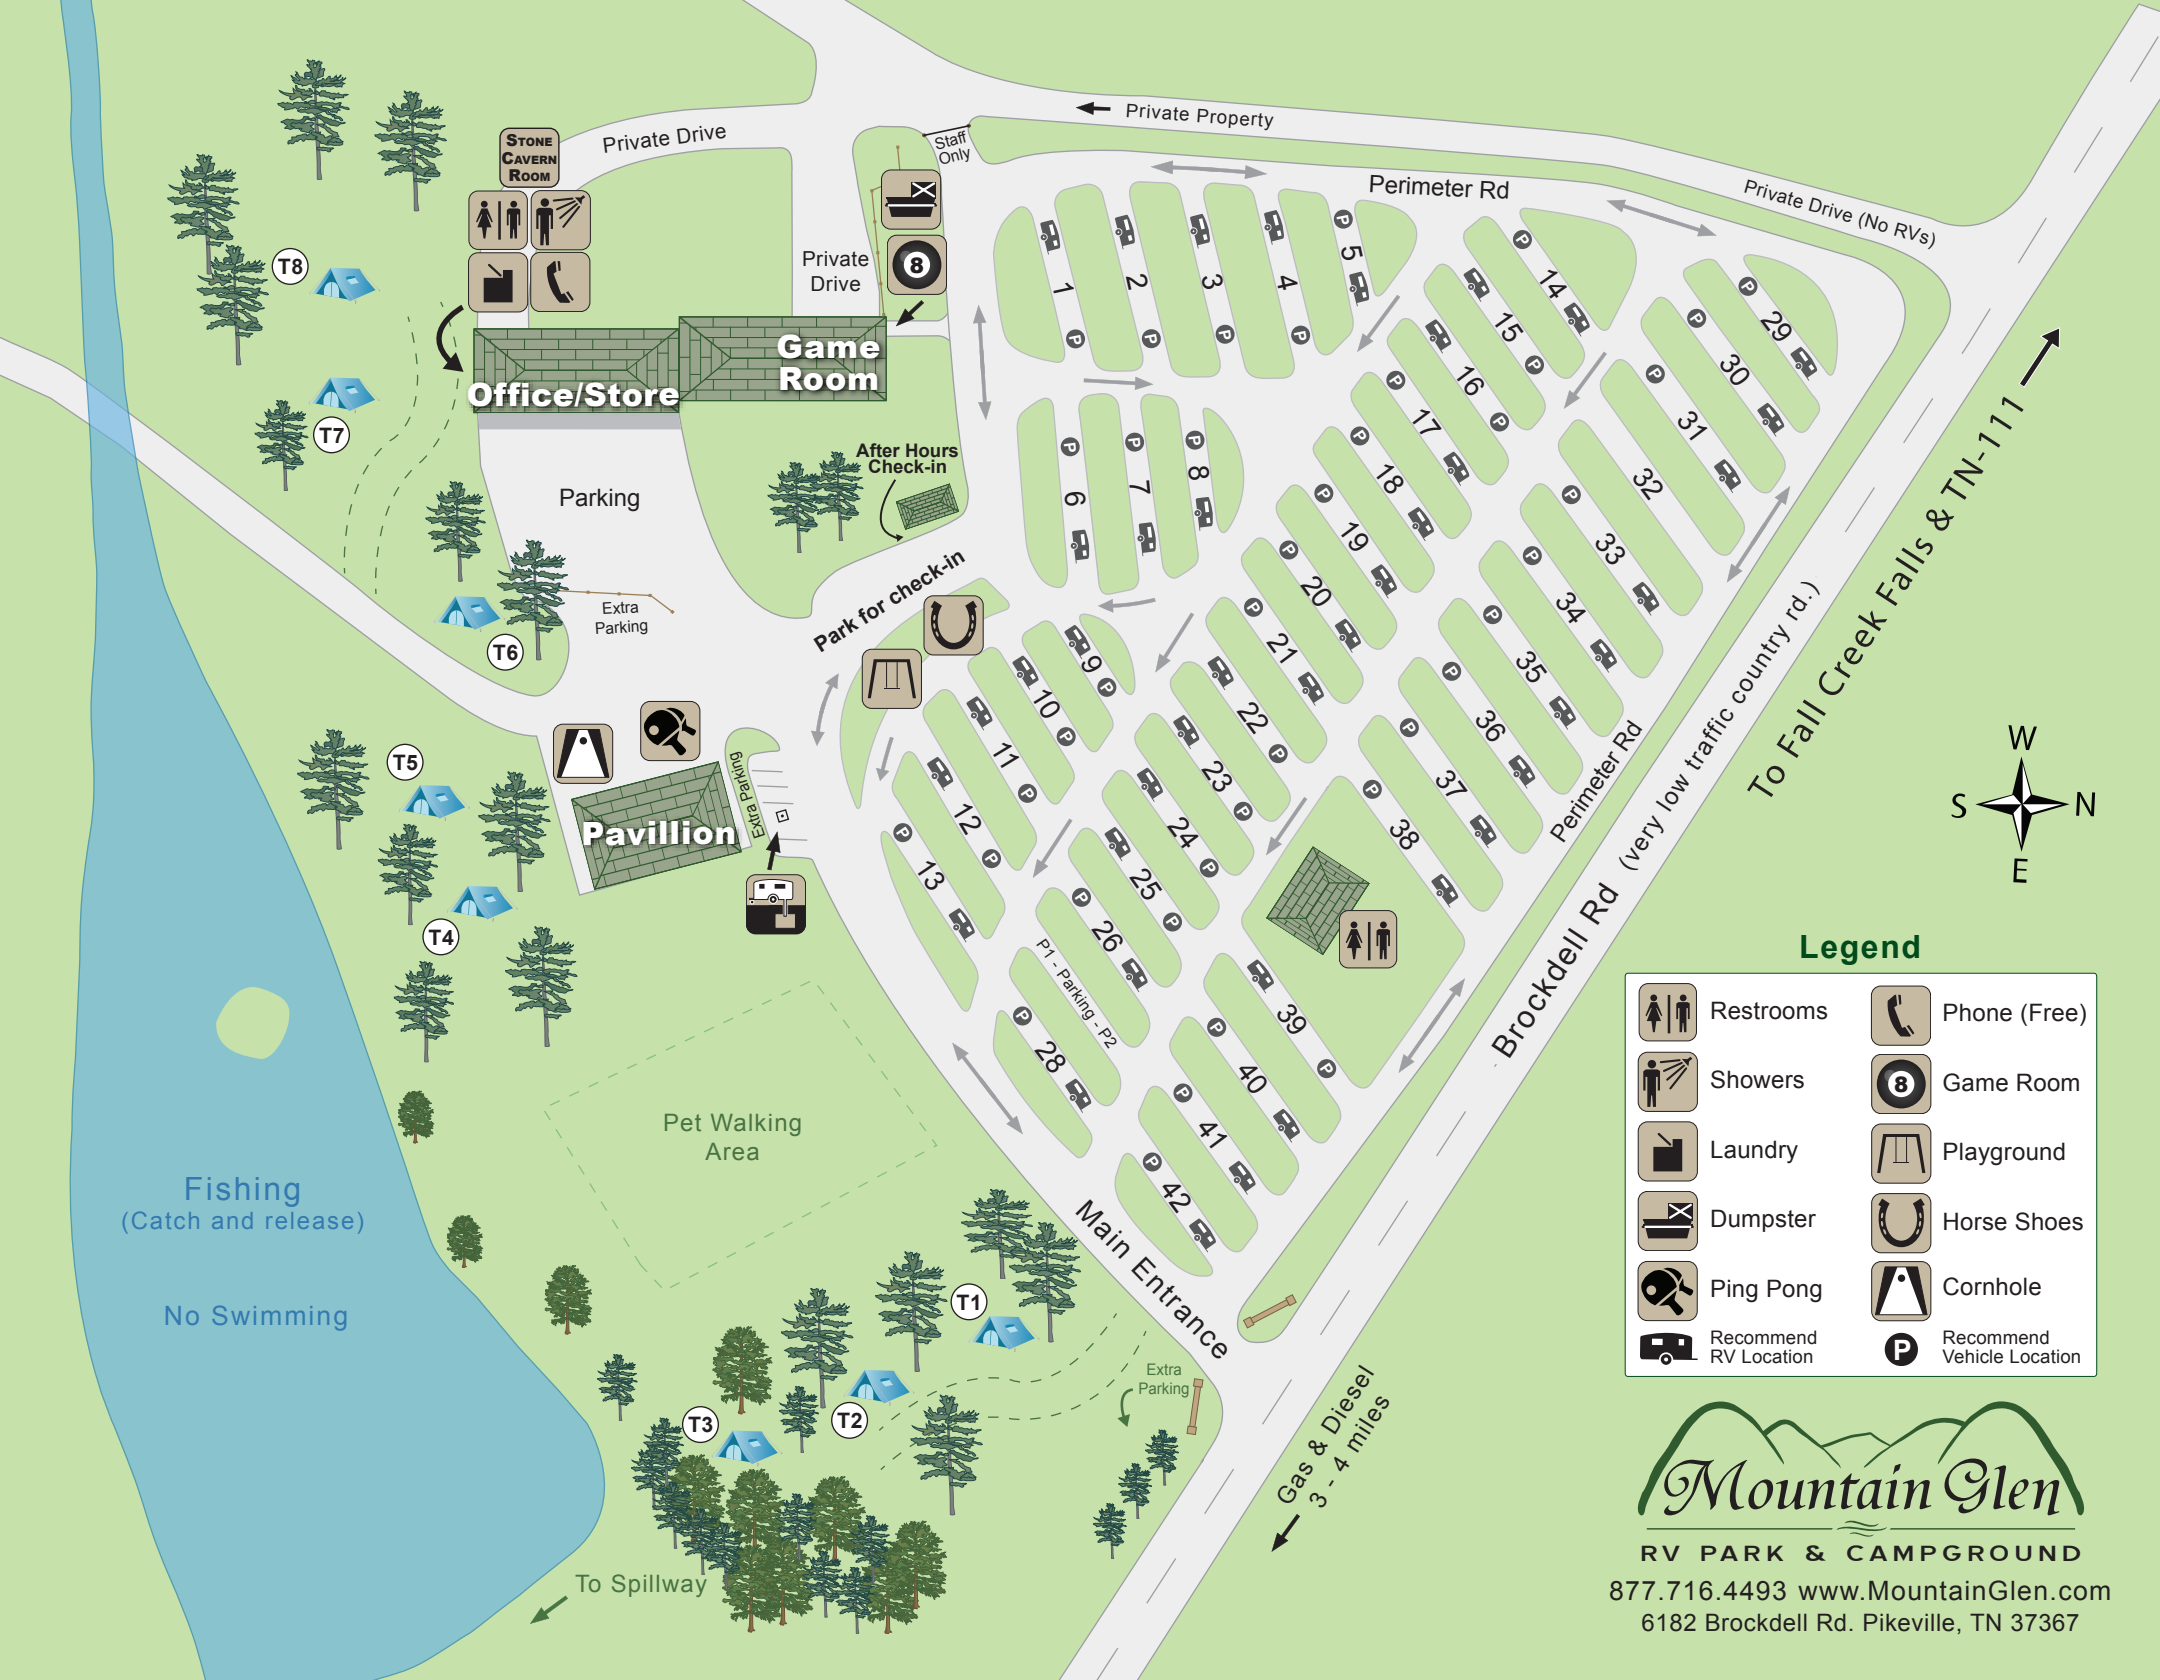 Private Property
Private Drive
Staff
Only
STONE
CAVERN
ROOM
Perimeter Rd
Private Drive (No RVs)
Private
Drive
8
T8
T7
Game
Room
Office/Store
Parking
After Hours
Check-in
Park for check-in
Extra
Parking
T6
1
2
3
4
P
5
P
P
P
P
P
14
15
P
16
P
P
17
P
18
P
19
P
20
P
21
P
29
P
30
P
31
32
P
33
P
34
P
35
P
36
P
37
P
38
P
6
P
7
P
8
9
P
10
P
11
P
12
P
P
13
22
P
23
P
24
P
25
P
P
26
P1 - Parking - P2
P
28
39
P
P
40
P
41
P
42
Perimeter Rd
Brockdell Rd (very low traffic country rd.)
To Fall Creek Falls & TN-111
W
S
N
E
T5
T4
Pavillion
Extra Parking
Pet Walking
Area
Fishing
(Catch and release)
No Swimming
Main Entrance
T1
T2
T3
Extra
Parking
Gas & Diesel
3 - 4 miles
To Spillway
Legend
Restrooms
Phone (Free)
Showers
8
Game Room
Laundry
Playground
Dumpster
Horse Shoes
Ping Pong
Cornhole
Recommend
RV Location
P
Recommend
Vehicle Location
Mountain Glen
RV PARK & CAMPGROUND
877.716.4493 www.MountainGlen.com
6182 Brockdell Rd. Pikeville, TN 37367